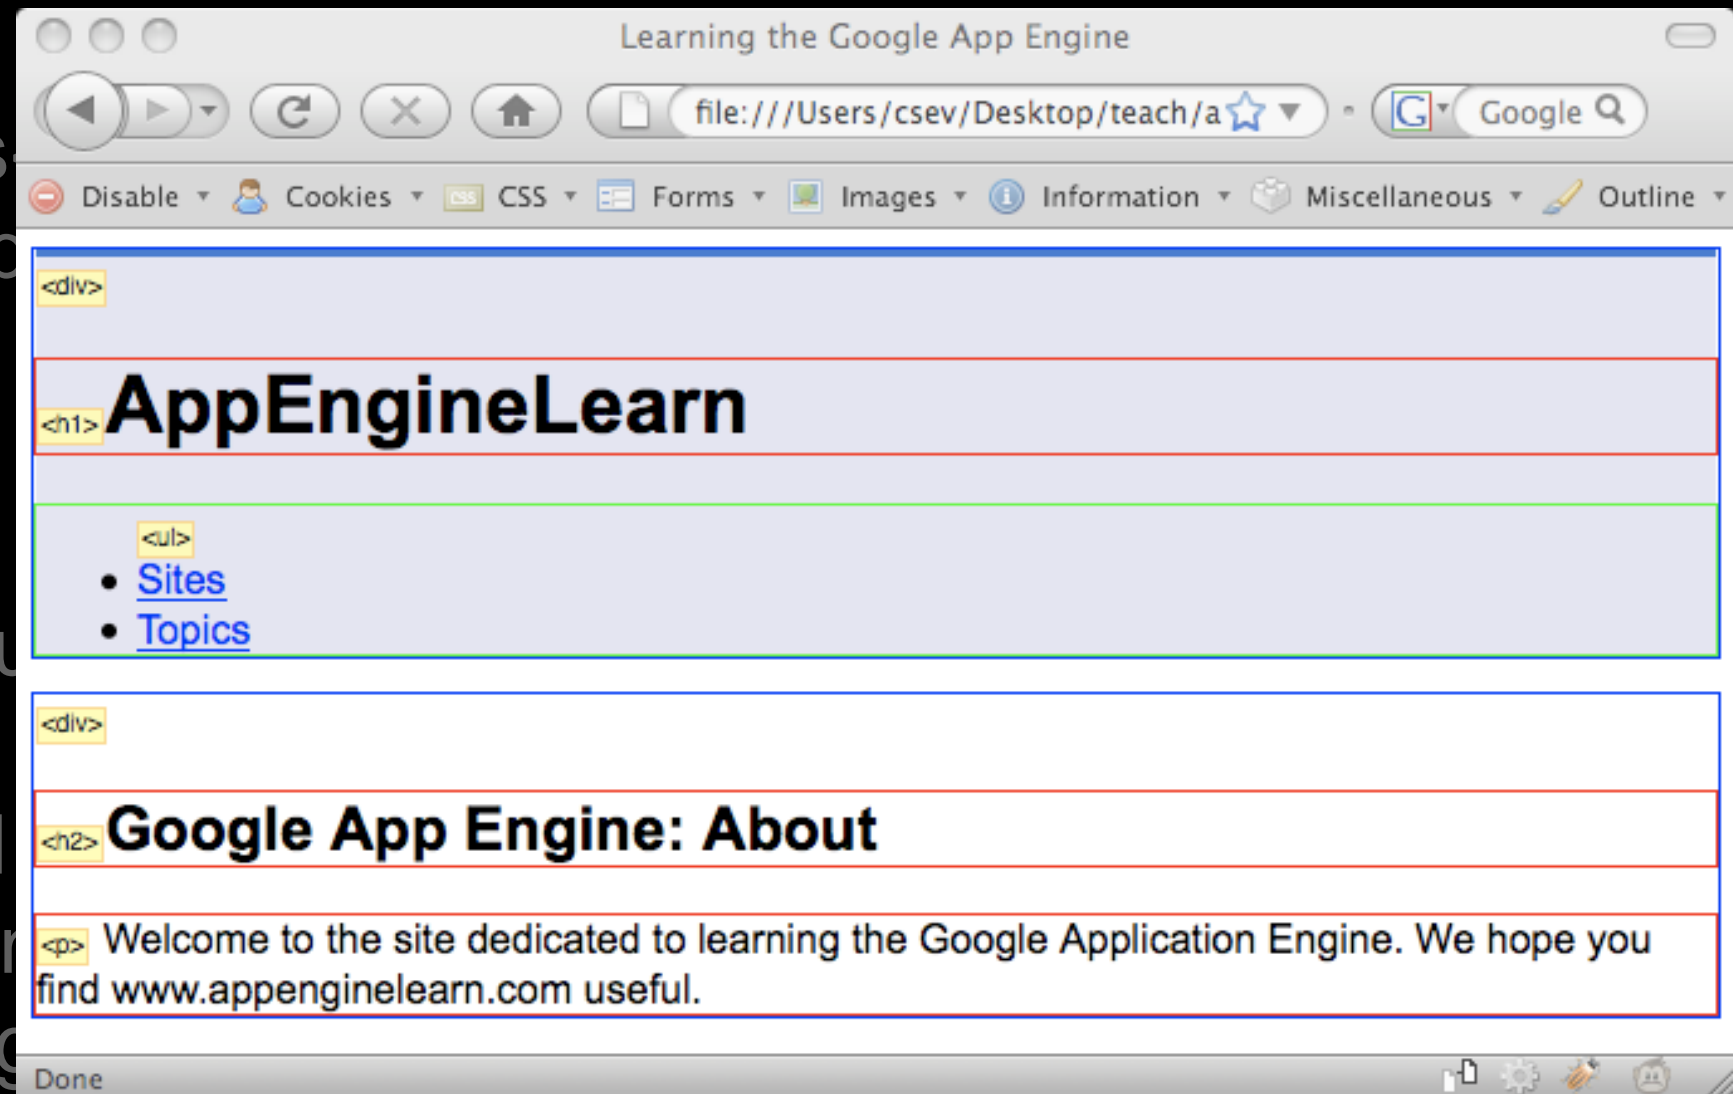 Learning the Google App Engine
file:///Users/csev/Desktop/teach/a
Google
Disable Cookies CSS Forms Images Information Miscellaneous Outline
<div>
<h1> AppEngineLearn
<ul>
• Sites
• Topics
<div>
<h2> Google App Engine: About
<p> Welcome to the site dedicated to learning the Google Application Engine. We hope you
find www.appenginelearn.com useful.
Done